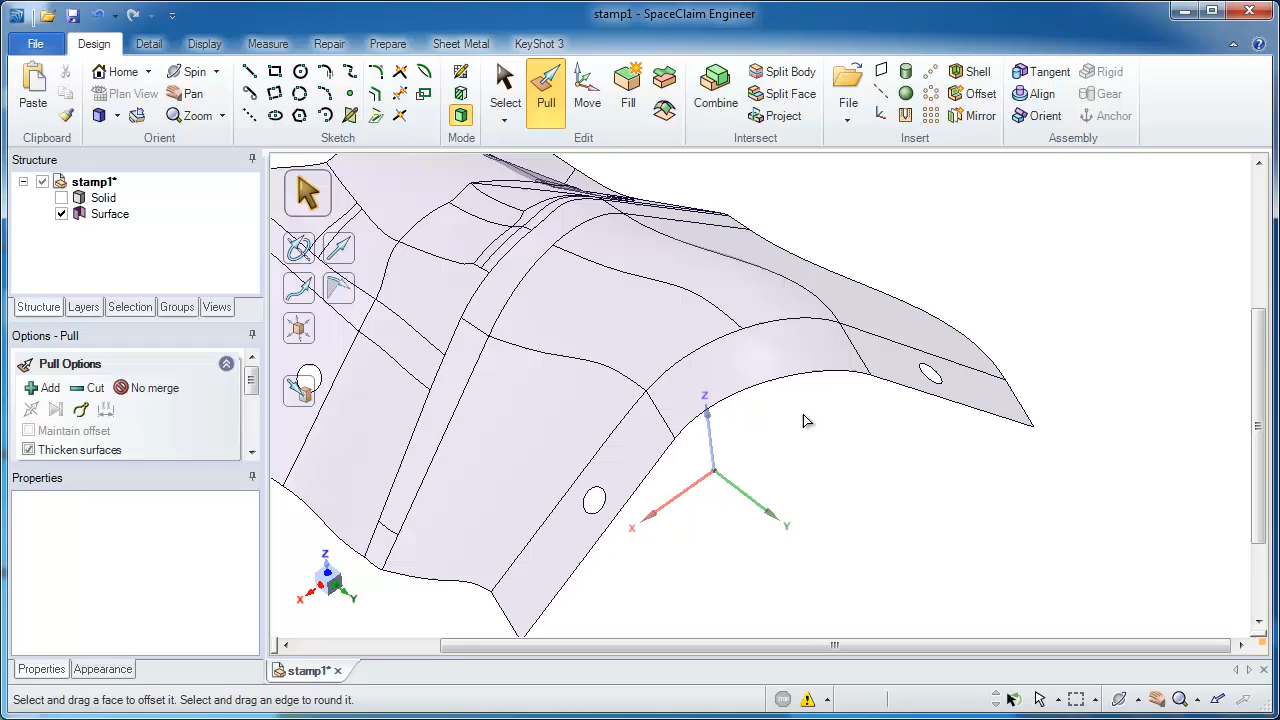 stamp1 - SpaceClaim Engineer
File Design Detail Display Measure Repair Prepare Sheet Metal KeyShot 3
Home Spin Tangent Rigid
Split Body Shell
Plan View Pan Split Face Offset Align Gear
Paste Select Pull Move Fill Combine File
Zoom Project Mirror Orient Anchor
Clipboard Orient Sketch Mode Edit Intersect Insert Assembly
Structure
stamp1*
Solid
Surface
Structure Layers Selection Groups Views
Options - Pull
Pull Options
Add Cut No merge
Maintain offset
Thicken surfaces
Properties
Z
X
Y
Z
X
Y
Properties Appearance
stamp1*
Select and drag a face to offset it. Select and drag an edge to round it.